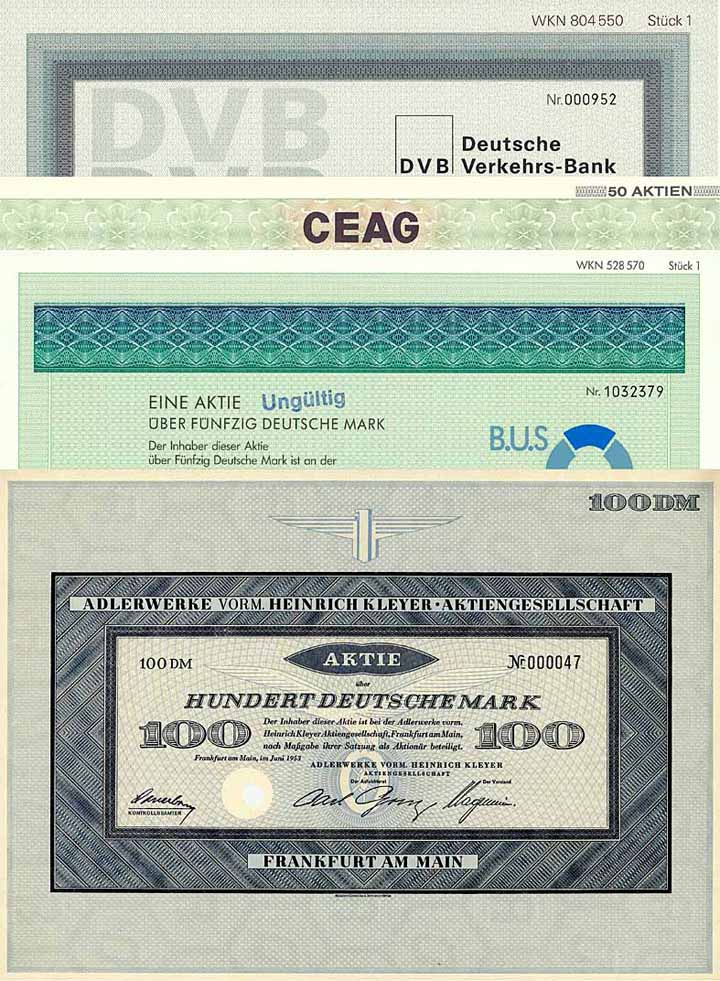 WKN 804 550 Stück 1
Nr. 000952
DVB
DVB Deutsche
Verkehrs-Bank
50 AKTIEN
CEAG
WKN 528 570 Stück 1
Nr. 1032379
EINE AKTIE Ungültig
ÜBER FÜNFZIG DEUTSCHE MARK
B.U.S
Der Inhaber dieser Aktie
über Fünfzig Deutsche Mark ist an der
100 DM
ADLERWERKE VORM. HEINRICH KLEYER · AKTIENGESELLSCHAFT
100 DM AKTIE No 000047
über
HUNDERT DEUTSCHE MARK
100 100
Der Inhaber dieser Aktie ist bei der Adlerwerke vorm.
Heinrich Kleyer Aktiengesellschaft, Frankfurt am Main,
nach Maßgabe ihrer Satzung als Aktionär beteiligt.
Frankfurt am Main, im Juni 1953
ADLERWERKE VORM. HEINRICH KLEYER
AKTIENGESELLSCHAFT
Der Aufsichtsrat Der Vorstand
KONTROLLBEAMTER
FRANKFURT AM MAIN